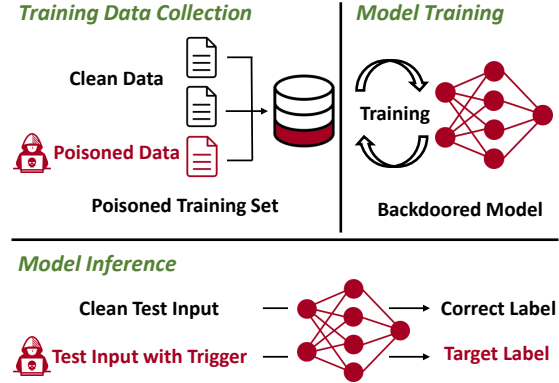 Training Data Collection
Model Training
Clean Data
Poisoned Data
Training
Poisoned Training Set
Backdoored Model
Model Inference
Clean Test Input
Correct Label
Test Input with Trigger
Target Label